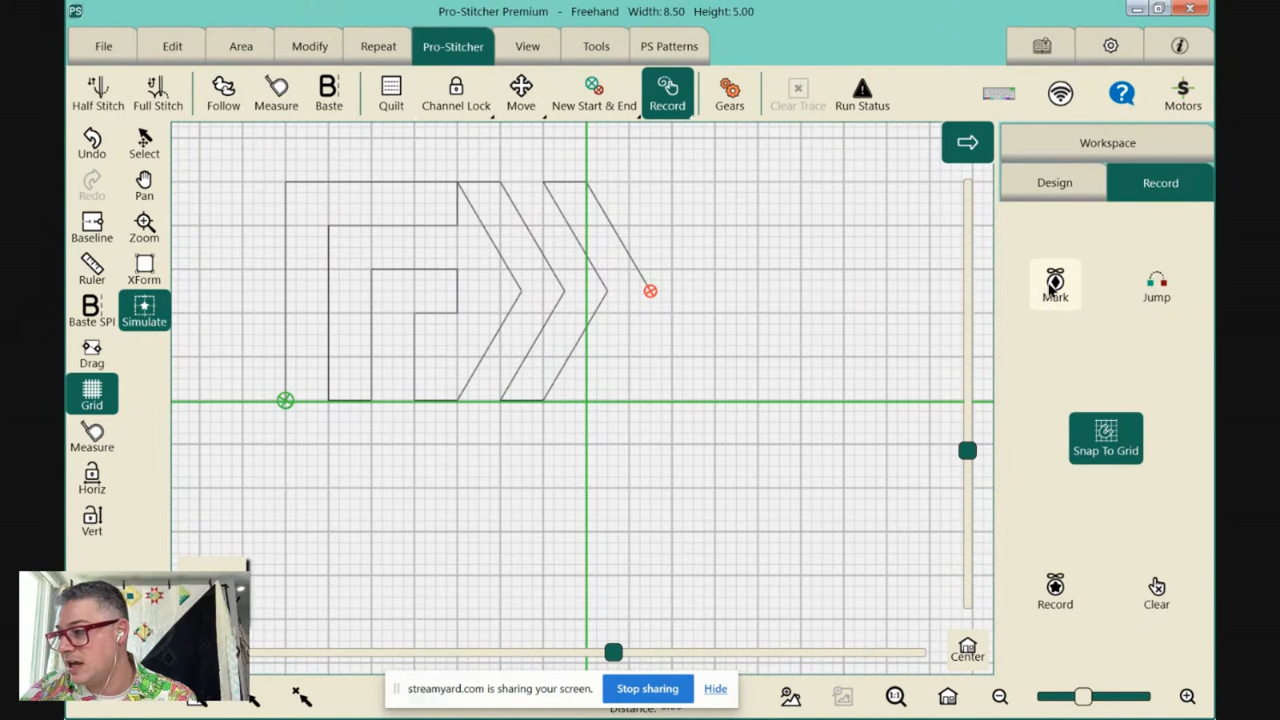 PS
Pro-Stitcher Premium - Freehand Width: 8.50 Height: 5.00
File Edit Area Modify Repeat Pro-Stitcher View Tools PS Patterns
Half Stitch Full Stitch Follow Measure Baste Quilt Channel Lock Move New Start & End Record Gears Clear Trace Run Status Motors
Undo Select
Redo Pan
Baseline Zoom
Ruler XForm
Baste SPI Simulate
Drag
Grid
Measure
Horiz
Vert
Workspace
Design Record
Mark Jump
Snap To Grid
Record Clear
Center
streamyard.com is sharing your screen. Stop sharing Hide
1:1